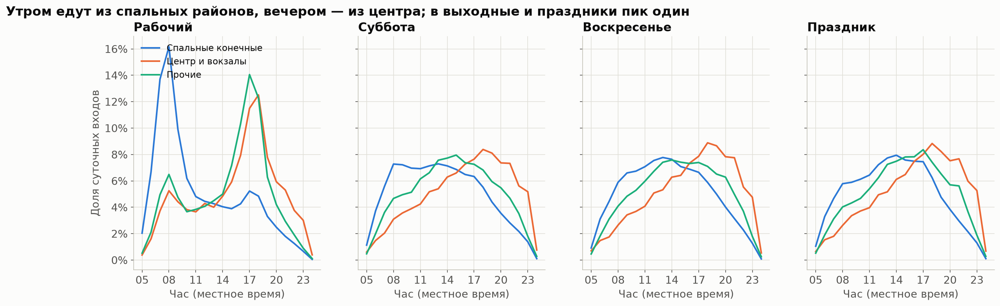 Утром едут из спальных районов, вечером — из центра; в выходные и праздники пик один
Рабочий
Суббота
Воскресенье
Праздник
Спальные конечные
Центр и вокзалы
Прочие
Доля суточных входов
16%
14%
12%
10%
8%
6%
4%
2%
0%
05 08 11 14 17 20 23
05 08 11 14 17 20 23
05 08 11 14 17 20 23
05 08 11 14 17 20 23
Час (местное время)
Час (местное время)
Час (местное время)
Час (местное время)